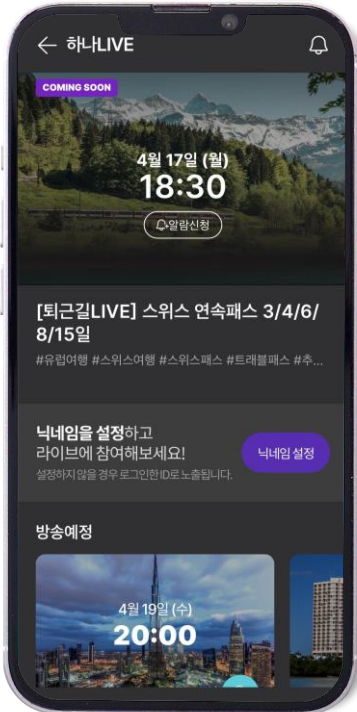 하나LIVE
COMING SOON
4월 17일 (월)
18:30
알람신청
[퇴근길LIVE] 스위스 연속패스 3/4/6/
8/15일
#유럽여행 #스위스여행 #스위스패스 #트래블패스 #추...
닉네임을 설정하고
라이브에 참여해보세요!
닉네임 설정
설정하지 않을 경우 로그인한 ID로 노출됩니다.
방송예정
4월 19일 (수)
20:00